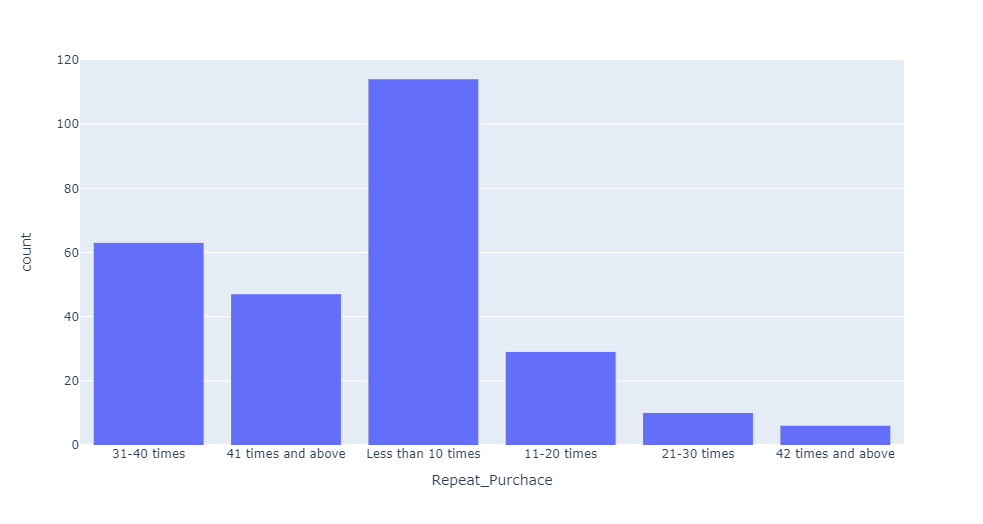 120
100
80
60
40
20
0
count
31-40 times
41 times and above
Less than 10 times
11-20 times
21-30 times
42 times and above
Repeat_Purchace